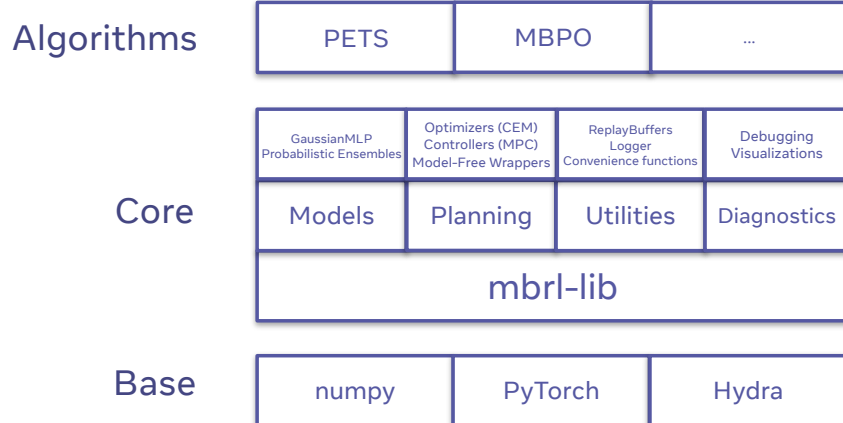 Algorithms
PETS
MBPO
...
GaussianMLP
Probabilistic Ensembles
Optimizers (CEM)
Controllers (MPC)
Model-Free Wrappers
ReplayBuffers
Logger
Convenience functions
Debugging
Visualizations
Core
Models
Planning
Utilities
Diagnostics
mbrl-lib
Base
numpy
PyTorch
Hydra